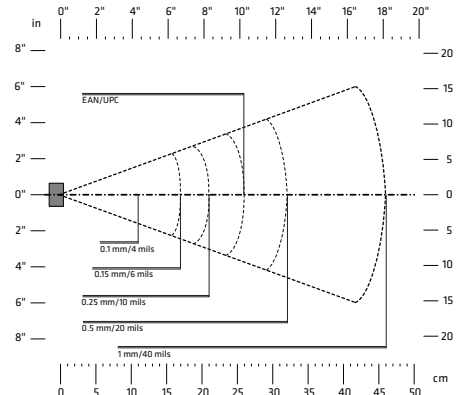 in 0" 2" 4" 6" 8" 10" 12" 14" 16" 18" 20"
8" 20
6" 15
EAN/UPC
4" 10
2" 5
0" 0
2" 5
0.1 mm/4 mils
4" 10
0.15 mm/6 mils
6" 15
0.25 mm/10 mils
0.5 mm/20 mils
8" 20
1 mm/40 mils
cm
0 5 10 15 20 25 30 35 40 45 50